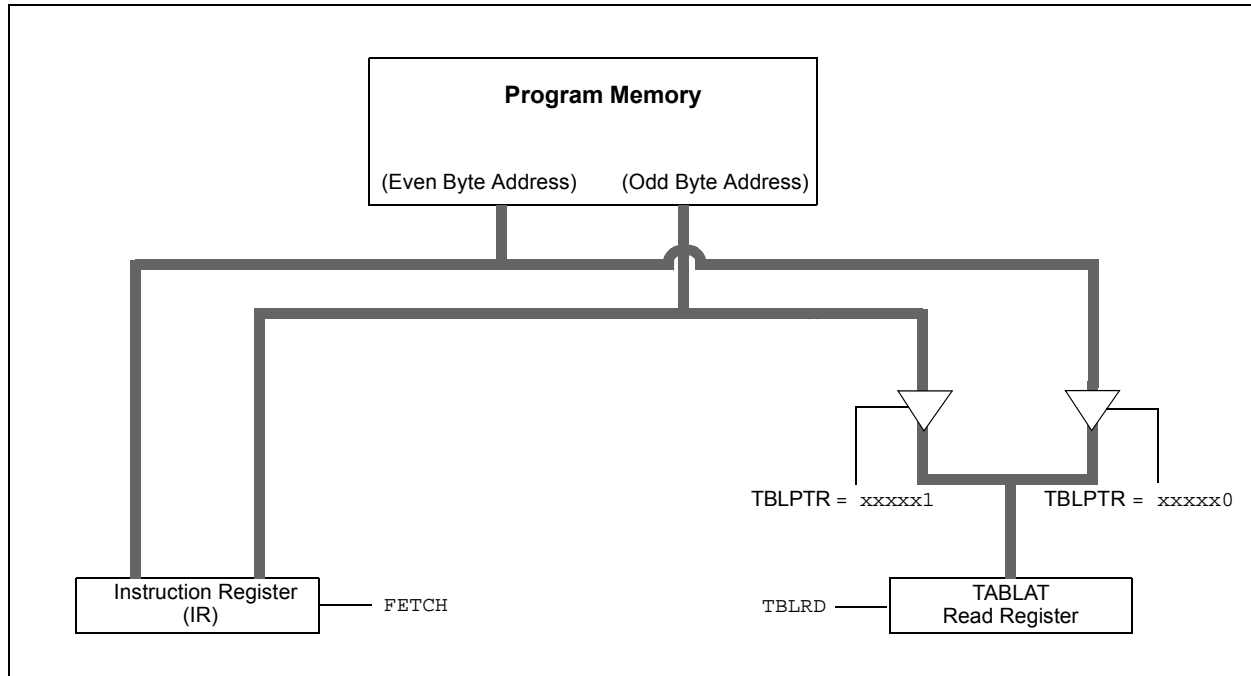 Program Memory
(Even Byte Address) (Odd Byte Address)
TBLPTR = xxxxx1
TBLPTR = xxxxx0
Instruction Register
(IR)
FETCH
TBLRD
TABLAT
Read Register